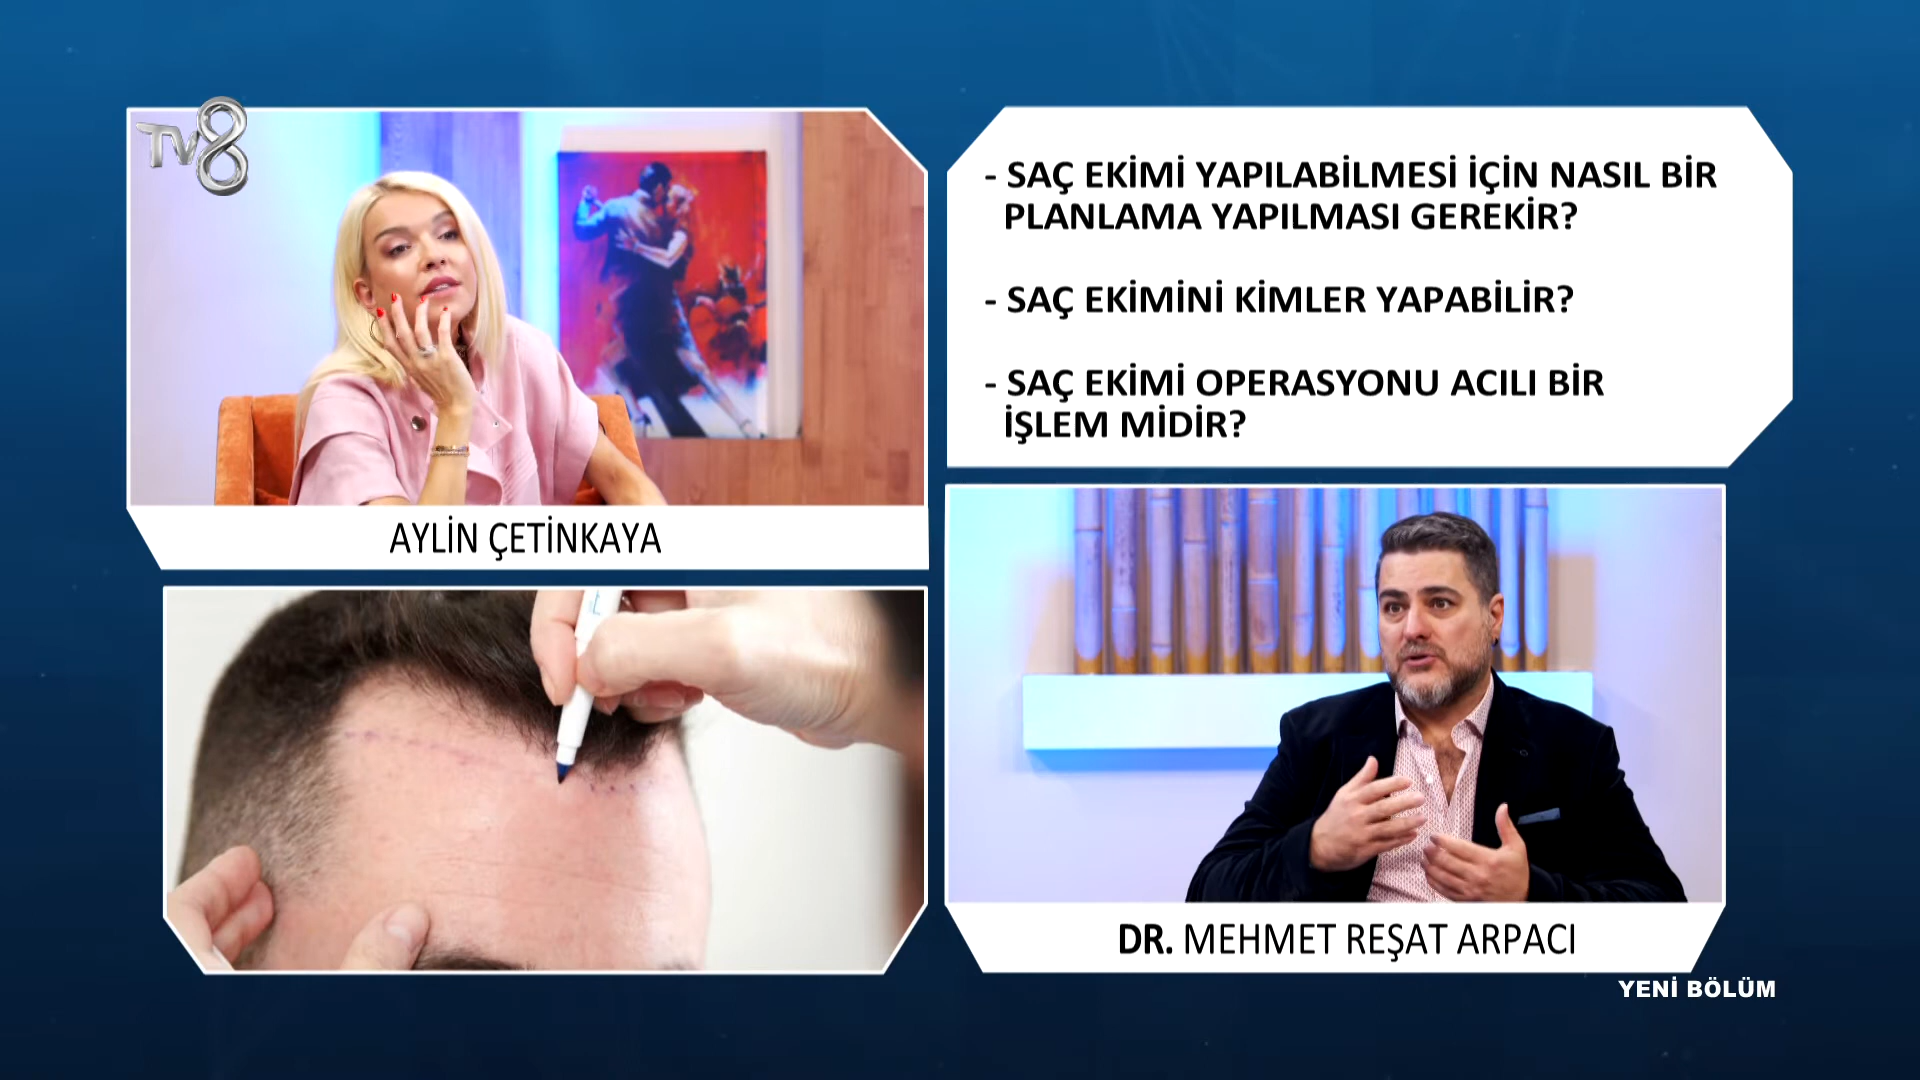 TV8
- SAÇ EKİMİ YAPILABİLMESİ İÇİN NASIL BİR
PLANLAMA YAPILMASI GEREKİR?
- SAÇ EKİMİNİ KİMLER YAPABİLİR?
- SAÇ EKİMİ OPERASYONU ACILI BİR
İŞLEM MİDİR?
AYLİN ÇETİNKAYA
DR. MEHMET REŞAT ARPACI
YENİ BÖLÜM